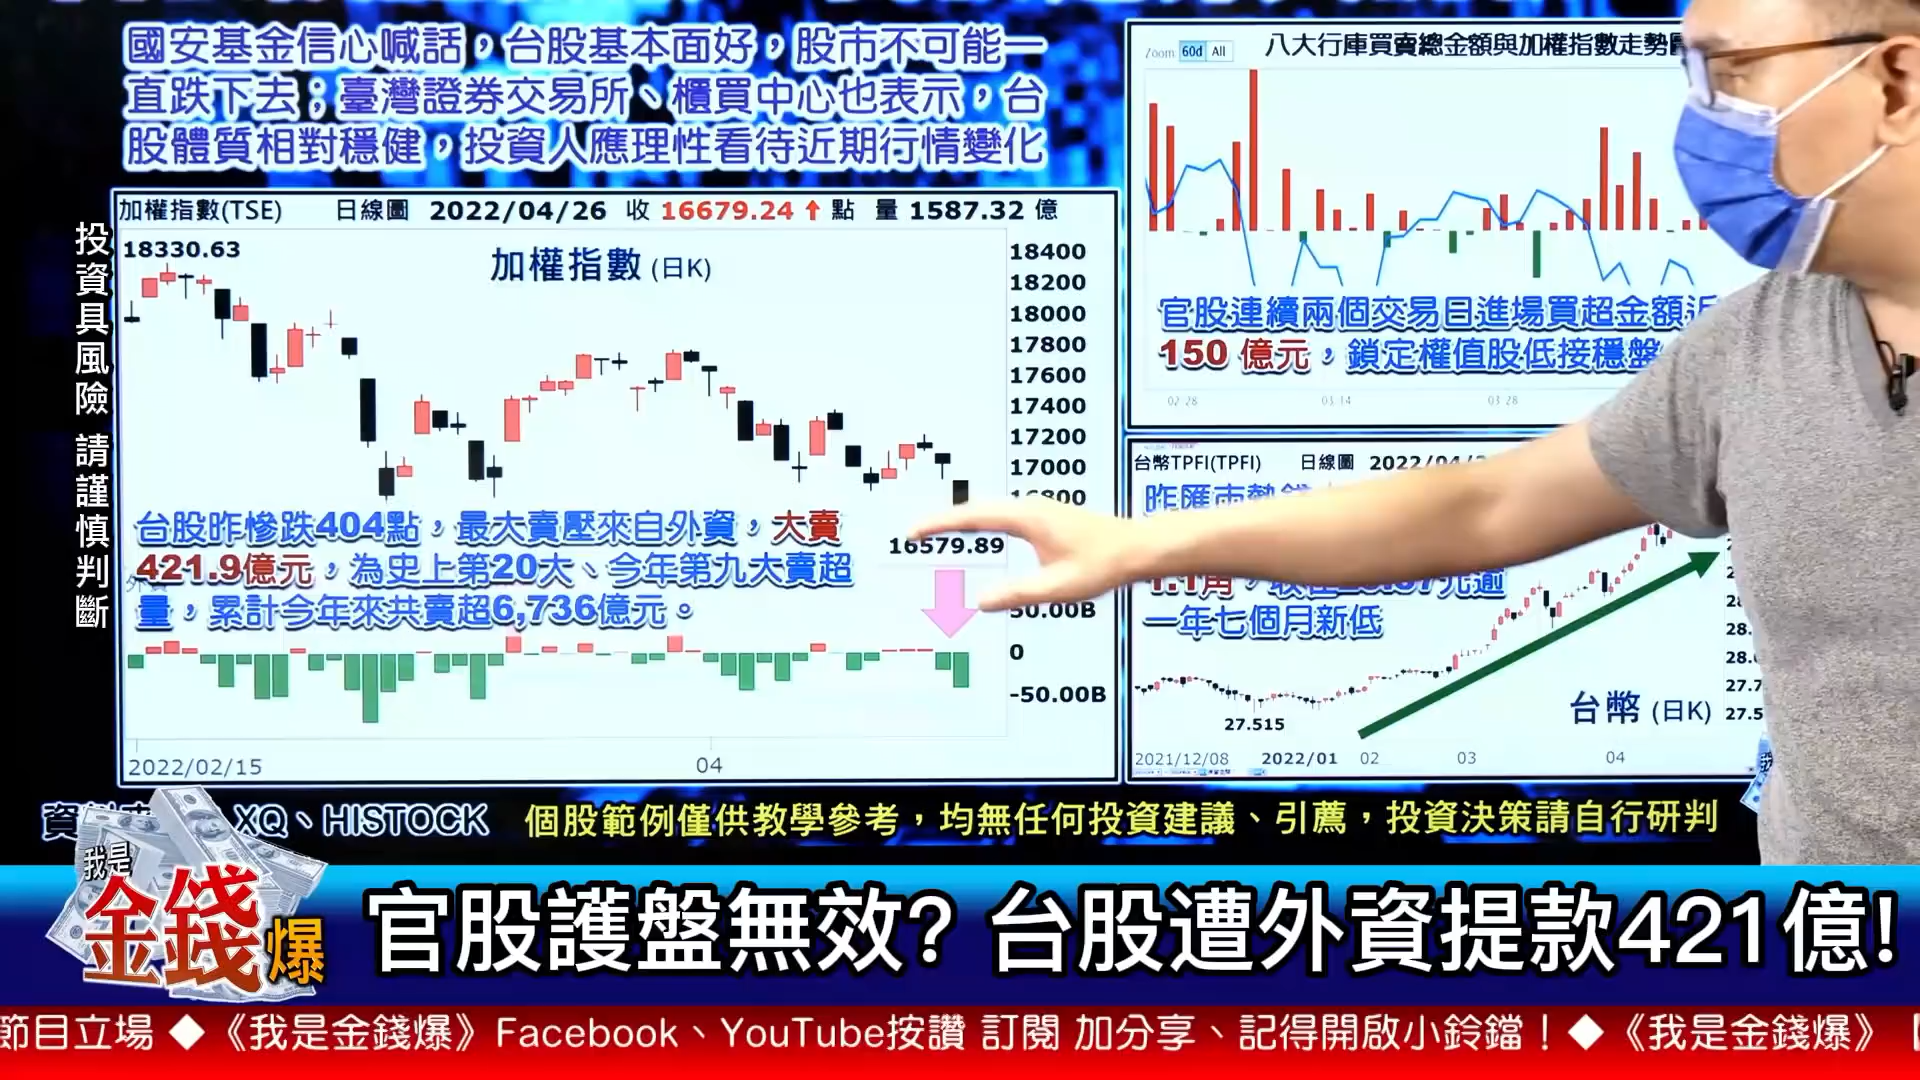 國安基金信心喊話，台股基本面好，股市不可能一
直跌下去；臺灣證券交易所、櫃買中心也表示，台
股體質相對穩健，投資人應理性看待近期行情變化
投資具風險 請謹慎判斷
加權指數(TSE) 日線圖 2022/04/26 收 16679.24↑ 點 量 1587.32 億
18330.63
加權指數 (日K)
18400
18200
18000
17800
17600
17400
17200
17000
16800
台股昨慘跌404點，最大賣壓來自外資，大賣
421.9億元，為史上第20大、今年第九大賣超
量，累計今年來共賣超6,736億元。
16579.89
50.00B
0
-50.00B
2022/02/15 04
Zoom 60d All
八大行庫買賣總金額與加權指數走勢
官股連續兩個交易日進場買超金額近
150 億元，鎖定權值股低接穩盤
02-28 03-14 03-28
台幣TPFI(TPFI) 日線圖 2022/04/
昨匯市
一年七個月新低
27.515
台幣 (日K)
28.
28.
27.7
27.5
2021/12/08 2022/01 02 03 04
XQ、HISTOCK
個股範例僅供教學參考，均無任何投資建議、引薦，投資決策請自行研判
我是
金錢爆
官股護盤無效? 台股遭外資提款421億!
節目立場 ◆《我是金錢爆》Facebook、YouTube按讚 訂閱 加分享、記得開啟小鈴鐺！◆《我是金錢爆》